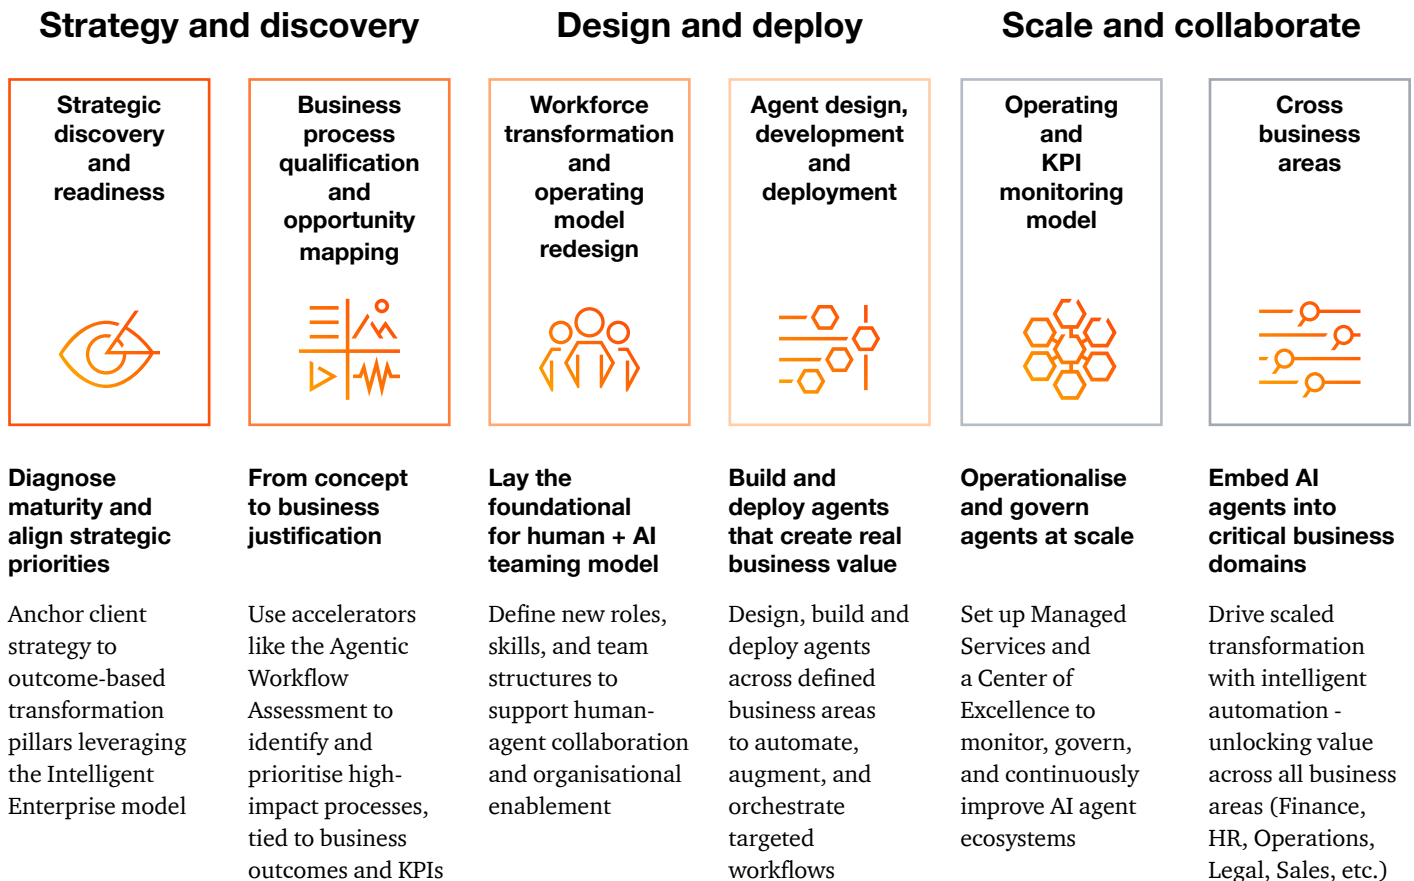 Strategy and discovery
Design and deploy
Scale and collaborate
Strategic
discovery
and
readiness
Business
process
qualification
and
opportunity
mapping
Workforce
transformation
and
operating
model
redesign
Agent design,
development
and
deployment
Operating
and
KPI
monitoring
model
Cross
business
areas
Diagnose
maturity and
align strategic
priorities
Anchor client
strategy to
outcome-based
transformation
pillars leveraging
the Intelligent
Enterprise model
From concept
to business
justification
Use accelerators
like the Agentic
Workflow
Assessment to
identify and
prioritise high-
impact processes,
tied to business
outcomes and KPIs
Lay the
foundational
for human + AI
teaming model
Define new roles,
skills, and team
structures to
support human-
agent collaboration
and organisational
enablement
Build and
deploy agents
that create real
business value
Design, build and
deploy agents
across defined
business areas
to automate,
augment, and
orchestrate
targeted
workflows
Operationalise
and govern
agents at scale
Set up Managed
Services and
a Center of
Excellence to
monitor, govern,
and continuously
improve AI agent
ecosystems
Embed AI
agents into
critical business
domains
Drive scaled
transformation
with intelligent
automation -
unlocking value
across all business
areas (Finance,
HR, Operations,
Legal, Sales, etc.)